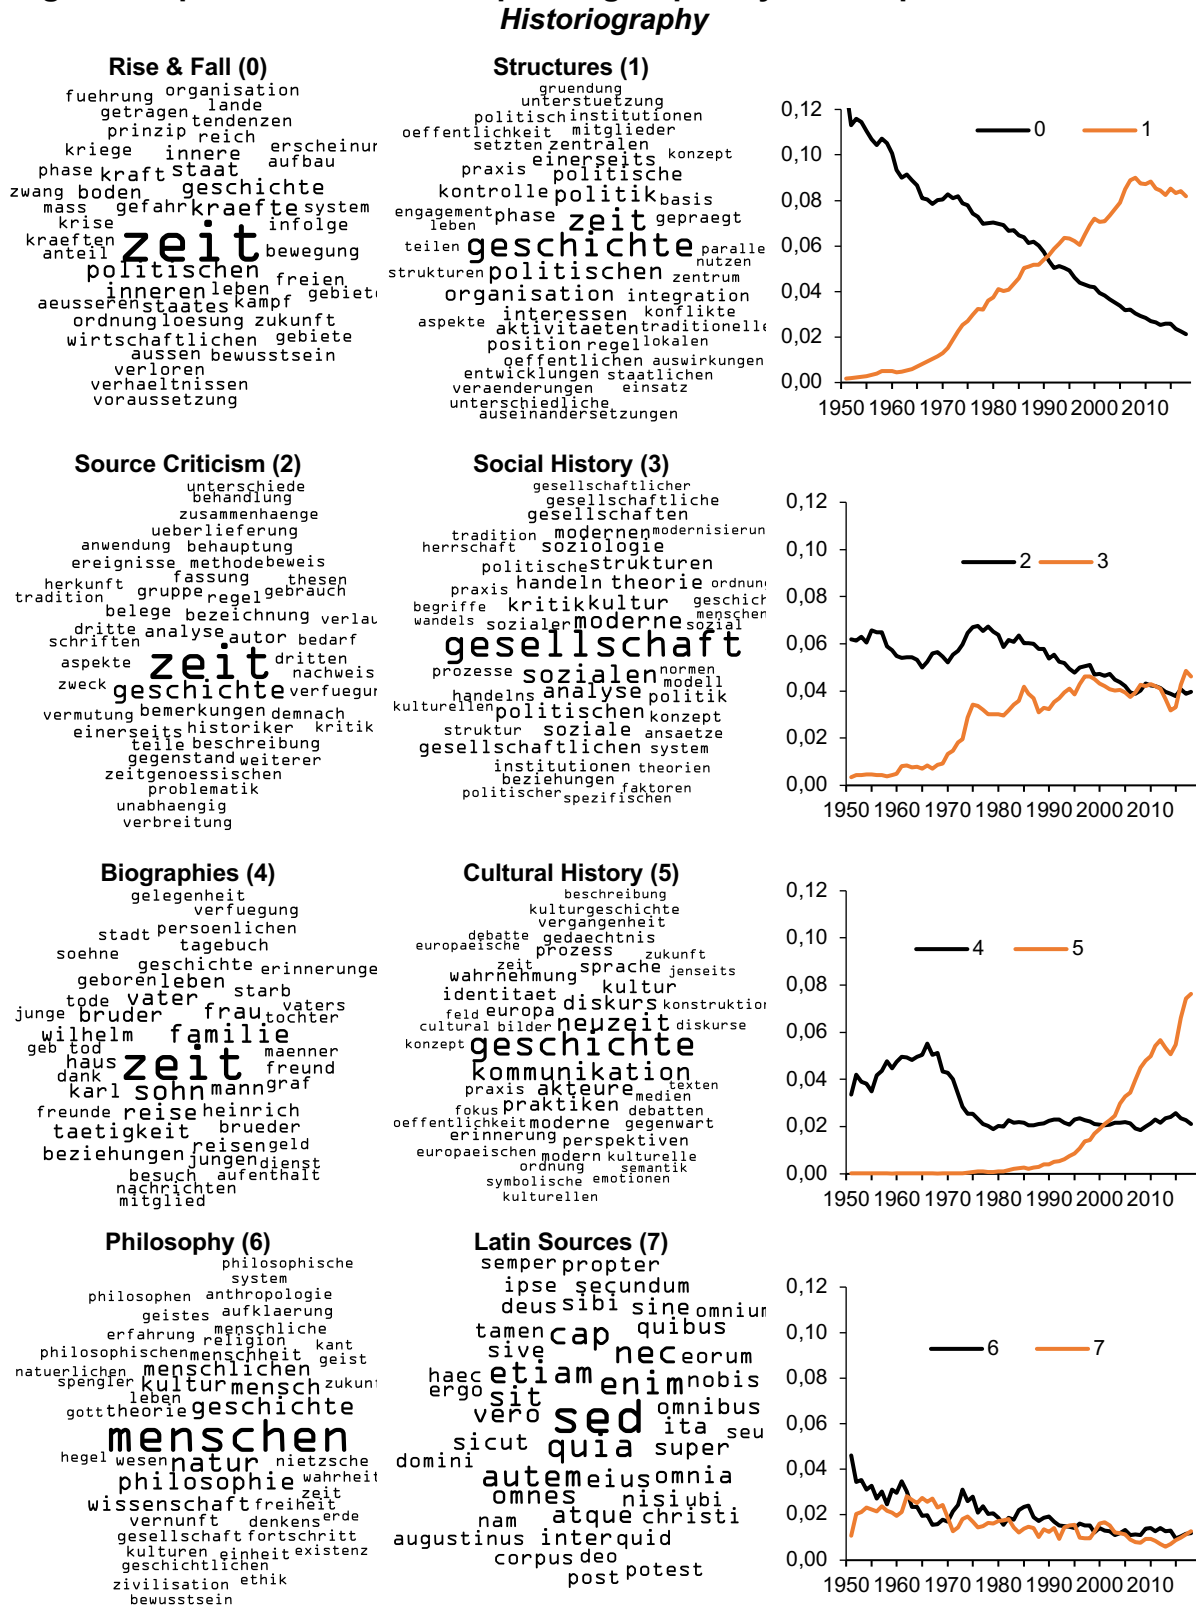 Historiography
Rise & Fall (0)
fuehrung organisation
getragen lande
prinzip reich tendenzen
kriege innere erscheinun
aufbau
phase kraft staat
zwang boden geschichte
mass gefahr kraefte system
krise infolge
kraeften zeit bewegung
anteil
politischen freien
inneren leben gebiete
aeusseren staates kampf
ordnung loesung zukunft
wirtschaftlichen gebiete
aussen bewusstsein
verloren
verhaeltnissen
voraussetzung
Structures (1)
gruendung
unterstuetzung
politisch institutionen
oeffentlichkeit mitglieder
setzten zentralen
einerseits konzept
praxis politische
kontrolle politik basis
engagement phase zeit gepraegt
leben
teilen geschichte paralle
nutzen
strukturen politischen zentrum
organisation integration
interessen konflikte
aspekte aktivitaeten traditionelle
position regel lokalen
oeffentlichen auswirkungen
entwicklungen staatlichen
veraenderungen einsatz
unterschiedliche
auseinandersetzungen
0,12
0,10
0,08
0,06
0,04
0,02
0,00
0 1
1950 1960 1970 1980 1990 2000 2010
Source Criticism (2)
unterschiede
behandlung
zusammenhaenge
ueberlieferung
anwendung behauptung
ereignisse methode beweis
herkunft fassung thesen
tradition gruppe regel gebrauch
belege bezeichnung verlau
dritte analyse autor bedarf
schriften
aspekte zeit dritten
nachweis
zweck geschichte verfuegun
vermutung bemerkungen demnach
einerseits historiker kritik
teile beschreibung
gegenstand weiterer
zeitgenoessischen
problematik
unabhaengig
verbreitung
Social History (3)
gesellschaftlicher
gesellschaftliche
gesellschaften
tradition modernen modernisierun
herrschaft soziologie
politische strukturen
praxis handeln theorie ordnun
begriffe kritik kultur geschich
menschen
wandels sozialer moderne sozial
gesellschaft
prozesse sozialen normen
modell
handelns analyse politik
kulturellen politischen konzept
struktur soziale ansaetze
gesellschaftlichen system
institutionen theorien
beziehungen faktoren
politischer spezifischen
0,12
0,10
0,08
0,06
0,04
0,02
0,00
2 3
1950 1960 1970 1980 1990 2000 2010
Biographies (4)
gelegenheit
verfuegung
stadt persoenlichen
soehne tagebuch
geschichte erinnerunge
geboren leben starb
tode vater vaters
junge bruder frau tochter
wilhelm familie
geb tod zeit maenner
haus freund
dank
karl sohn mann graf
freunde reise heinrich
taetigkeit brueder
beziehungen reisen geld
jungen dienst
besuch aufenthalt
nachrichten
mitglied
Cultural History (5)
beschreibung
kulturgeschichte
vergangenheit
debatte gedaechtnis
europaeische prozess zukunft
zeit sprache jenseits
wahrnehmung kultur
identitaet diskurs konstruktion
feld europa
cultural bilder neuzeit diskurse
konzept geschichte
kommunikation
praxis akteure texten
medien
fokus praktiken debatten
oeffentlichkeit moderne gegenwart
erinnerung perspektiven
europaeischen modern kulturelle
ordnung semantik
symbolische emotionen
kulturellen
0,12
0,10
0,08
0,06
0,04
0,02
0,00
4 5
1950 1960 1970 1980 1990 2000 2010
Philosophy (6)
philosophische
system
philosophen anthropologie
geistes aufklaerung
erfahrung menschliche
religion kant
philosophischen menschheit geist
natuerlichen menschlichen
spengler kultur mensch zukun
leben
gott theorie geschichte
menschen
hegel wesen natur nietzsche
philosophie wahrheit
zeit
wissenschaft freiheit
vernunft denkens erde
gesellschaft fortschritt
kulturen einheit existenz
geschichtlichen
zivilisation ethik
bewusstsein
Latin Sources (7)
semper propter
ipse secundum
deus sibi sine omnium
tamen cap quibus
sive nec eorum
haec etiam enim nobis
ergo sit
vero sed omnibus
ita seu
sicut quia super
domini
autem eius omnia
omnes nisi ubi
nam atque christi
augustinus inter quid
corpus deo
post potest
0,12
0,10
0,08
0,06
0,04
0,02
0,00
6 7
1950 1960 1970 1980 1990 2000 2010